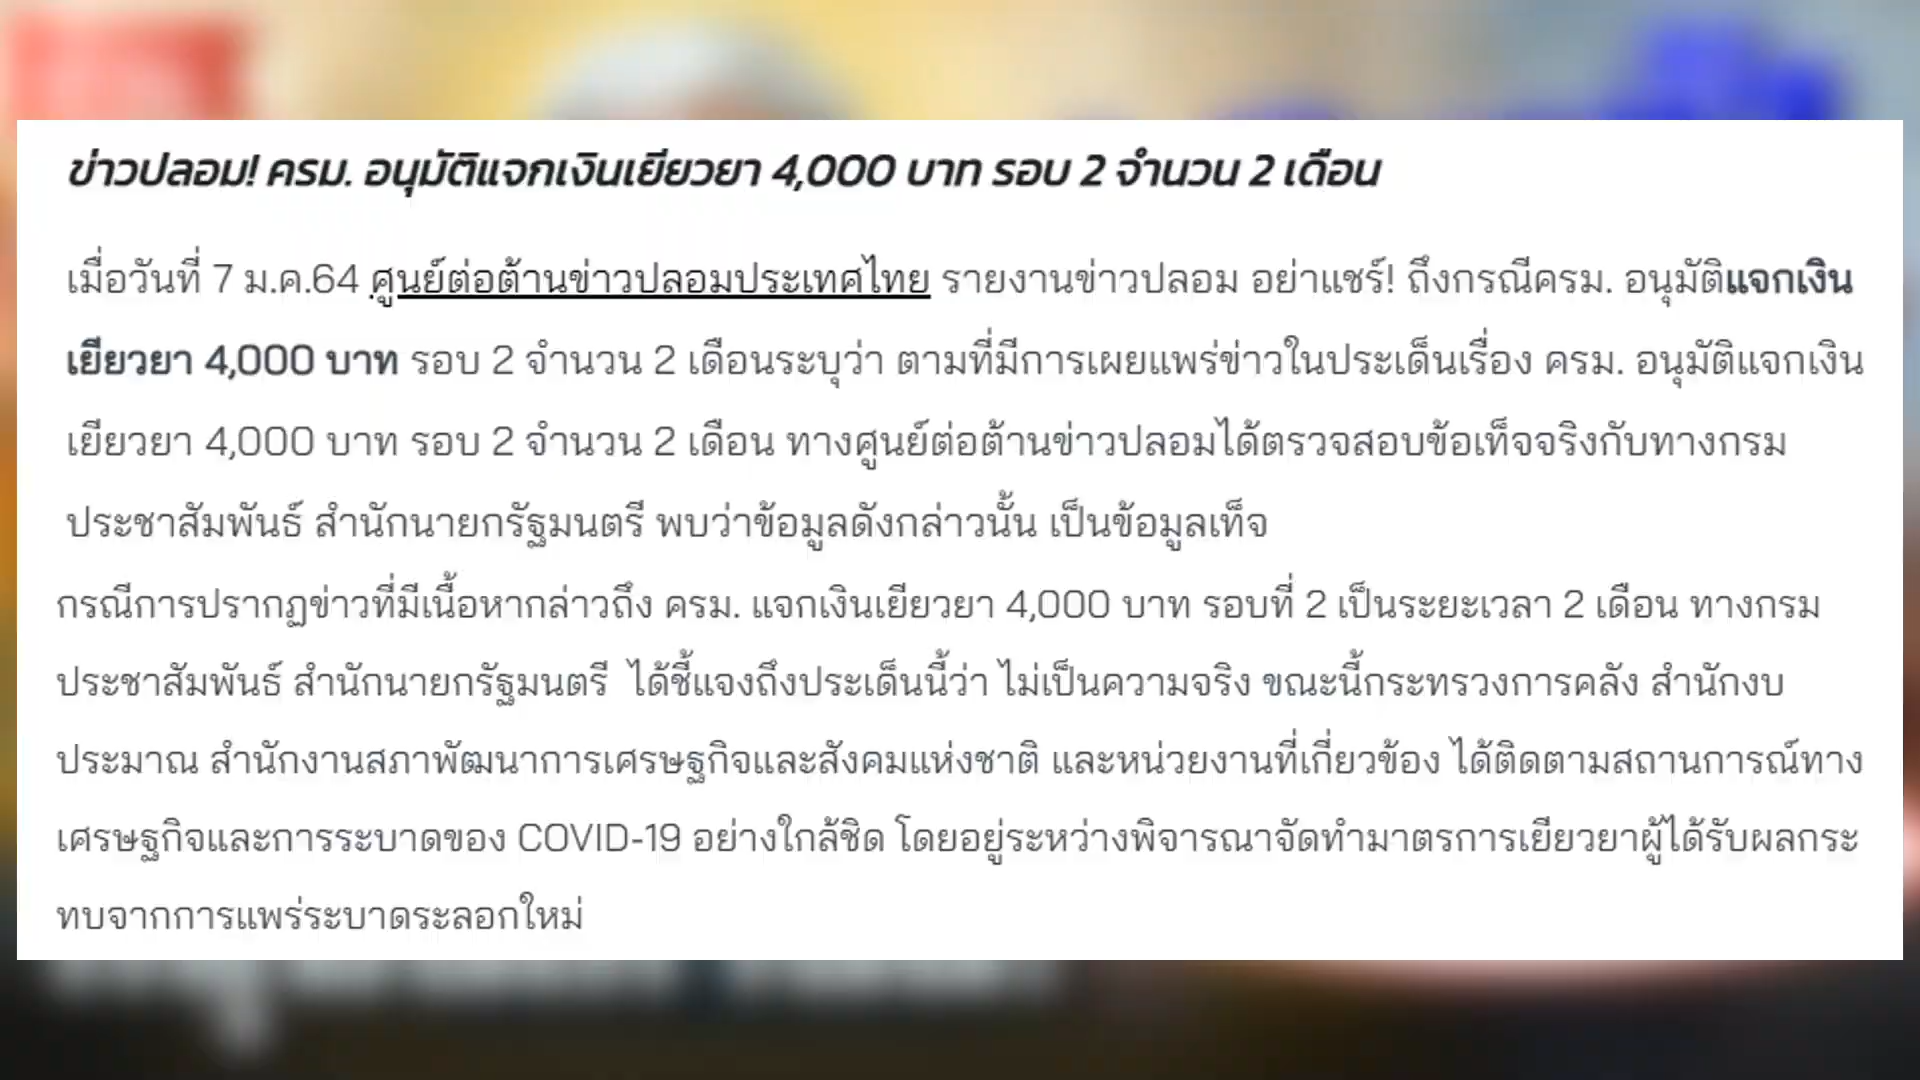 ข่าวปลอม! ครม. อนุมัติแจกเงินเยียวยา 4,000 บาท รอบ 2 จำนวน 2 เดือน
เมื่อวันที่ 7 ม.ค.64 ศูนย์ต่อต้านข่าวปลอมประเทศไทย รายงานข่าวปลอม อย่าแชร์! ถึงกรณีครม. อนุมัติแจกเงิน
เยียวยา 4,000 บาท รอบ 2 จำนวน 2 เดือนระบุว่า ตามที่มีการเผยแพร่ข่าวในประเด็นเรื่อง ครม. อนุมัติแจกเงิน
เยียวยา 4,000 บาท รอบ 2 จำนวน 2 เดือน ทางศูนย์ต่อต้านข่าวปลอมได้ตรวจสอบข้อเท็จจริงกับทางกรม
ประชาสัมพันธ์ สำนักนายกรัฐมนตรี พบว่าข้อมูลดังกล่าวนั้น เป็นข้อมูลเท็จ
กรณีการปรากฏข่าวที่มีเนื้อหากล่าวถึง ครม. แจกเงินเยียวยา 4,000 บาท รอบที่ 2 เป็นระยะเวลา 2 เดือน ทางกรม
ประชาสัมพันธ์ สำนักนายกรัฐมนตรี ได้ชี้แจงถึงประเด็นนี้ว่า ไม่เป็นความจริง ขณะนี้กระทรวงการคลัง สำนักงบ
ประมาณ สำนักงานสภาพัฒนาการเศรษฐกิจและสังคมแห่งชาติ และหน่วยงานที่เกี่ยวข้อง ได้ติดตามสถานการณ์ทาง
เศรษฐกิจและการระบาดของ COVID-19 อย่างใกล้ชิด โดยอยู่ระหว่างพิจารณาจัดทำมาตรการเยียวยาผู้ได้รับผลกระ
ทบจากการแพร่ระบาดระลอกใหม่